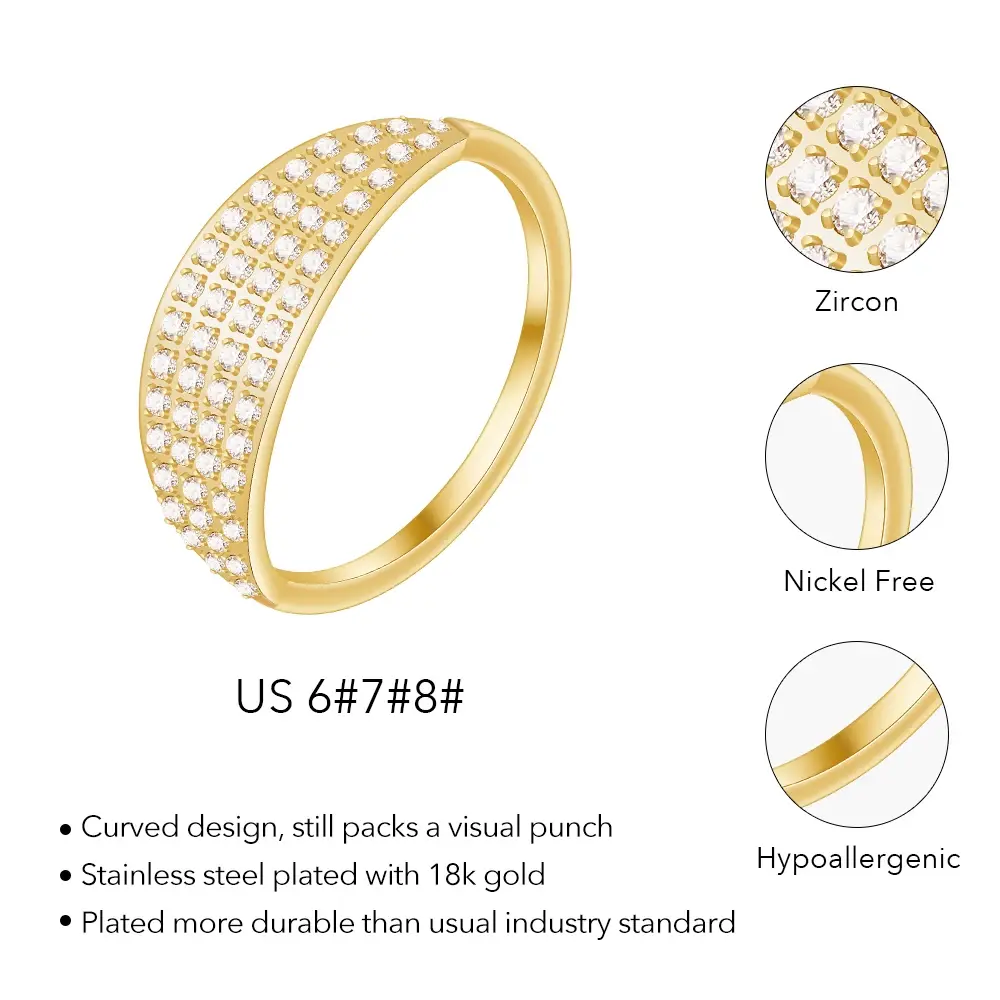 Zircon
Nickel Free
US 6#7#8#
Hypoallergenic
• Curved design, still packs a visual punch
• Stainless steel plated with 18k gold
• Plated more durable than usual industry standard